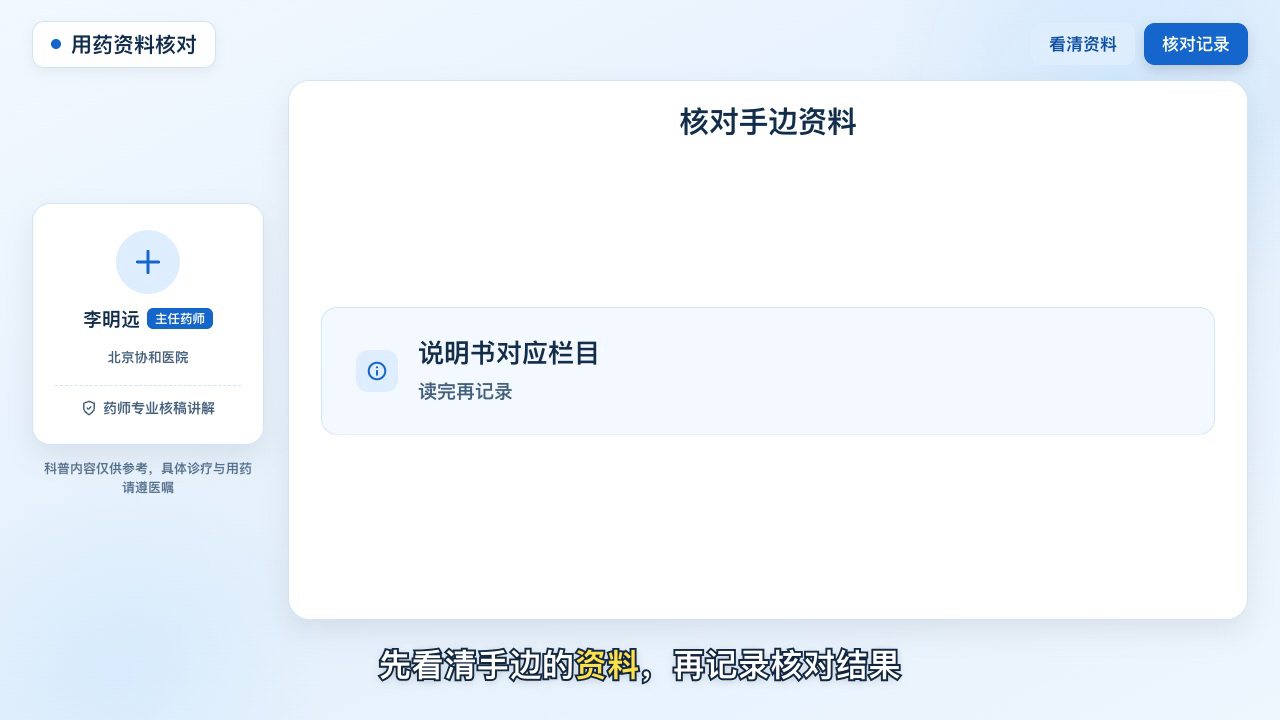 用药资料核对
看清资料
核对记录
核对手边资料
李明远 主任药师
北京协和医院
药师专业核稿讲解
科普内容仅供参考，具体诊疗与用药
请遵医嘱
说明书对应栏目
读完再记录
先看清手边的资料，再记录核对结果